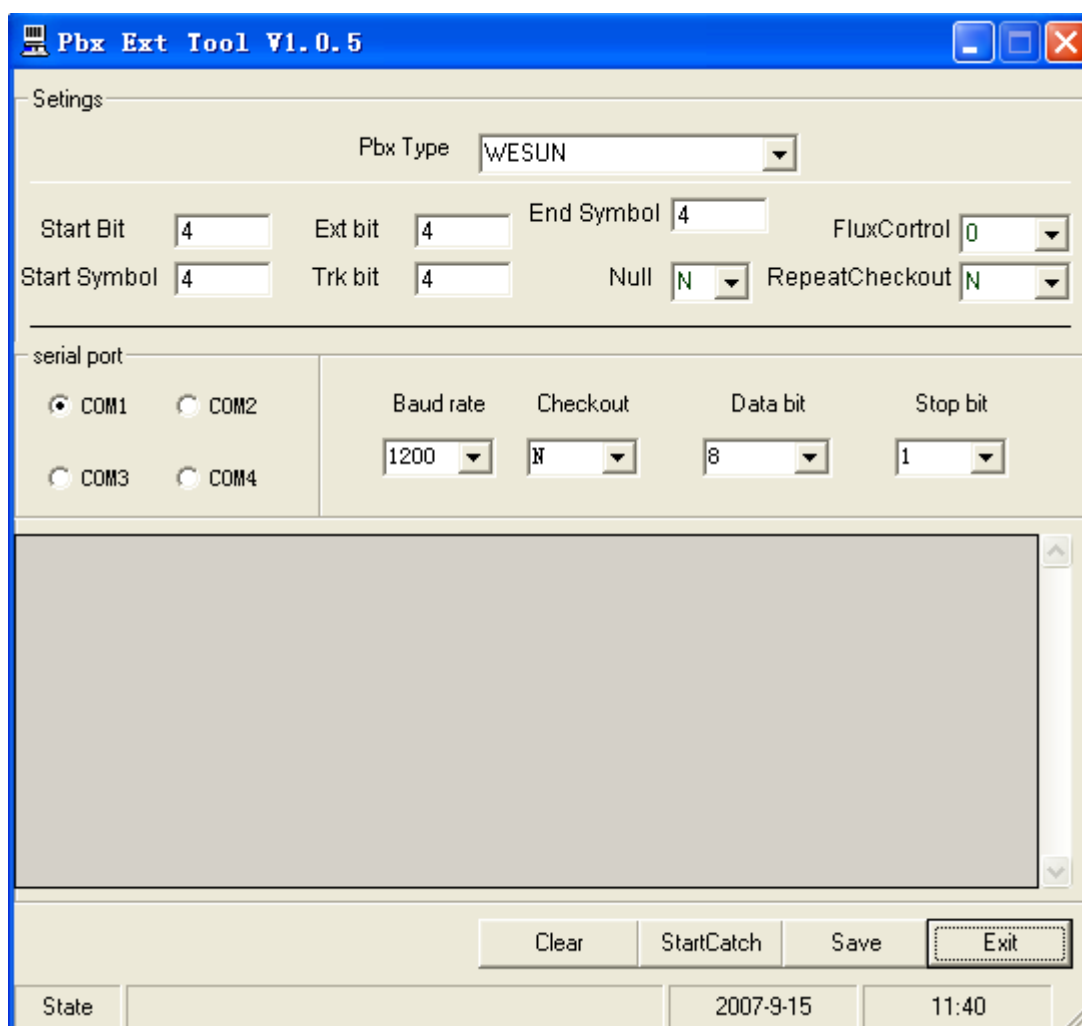 Pbx Ext Tool V1.0.5
Setings
Pbx Type WESUN
Start Bit 4 Ext bit 4 End Symbol 4 FluxCortrol 0
Start Symbol 4 Trk bit 4 Null N RepeatCheckout N
serial port
COM1 COM2
COM3 COM4
Baud rate Checkout Data bit Stop bit
1200 N 8 1
Clear StartCatch Save Exit
State 2007-9-15 11:40